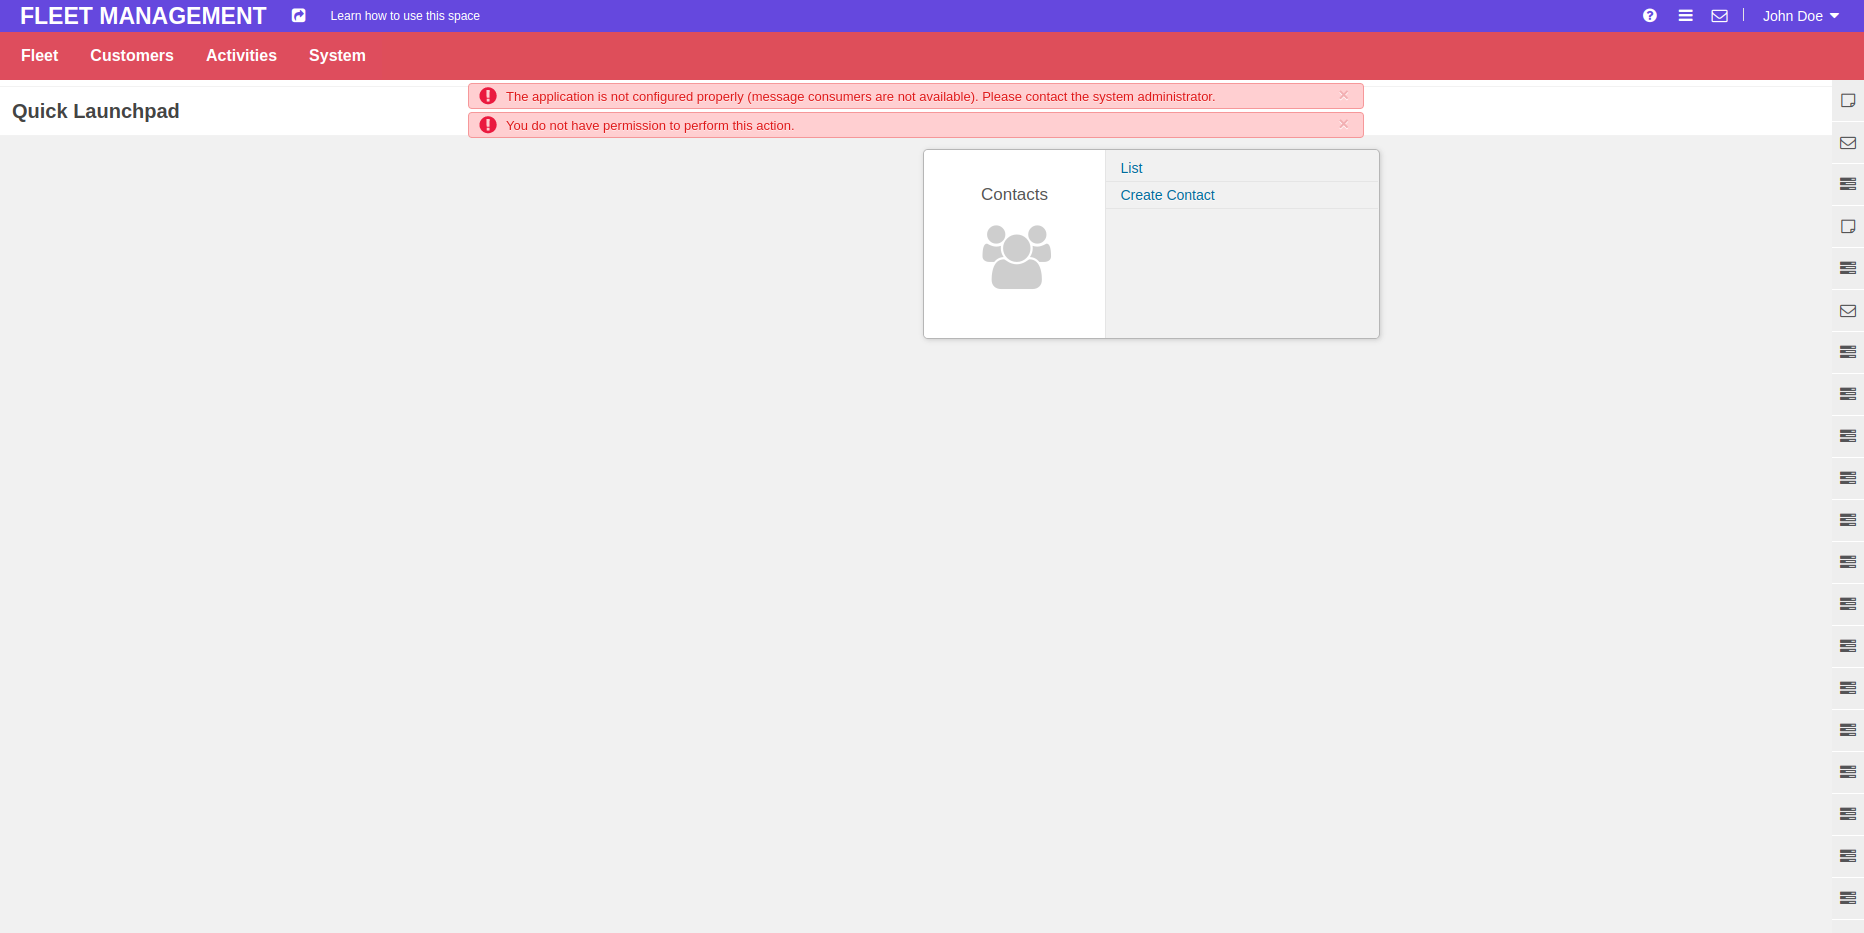 FLEET MANAGEMENT
Learn how to use this space
John Doe
Fleet
Customers
Activities
System
The application is not configured properly (message consumers are not available). Please contact the system administrator.
Quick Launchpad
You do not have permission to perform this action.
Contacts
List
Create Contact